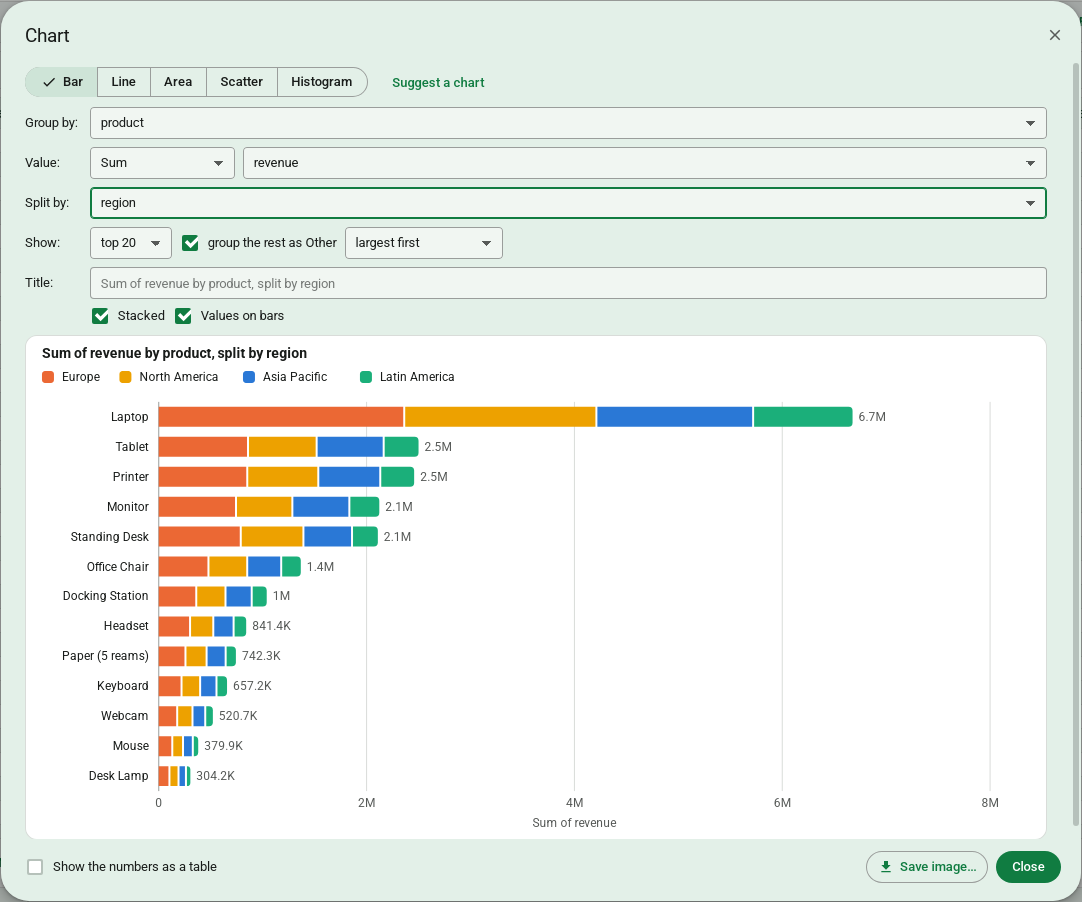 Chart
Bar Line Area Scatter Histogram Suggest a chart
Group by: product
Value: Sum revenue
Split by: region
Show: top 20 group the rest as Other largest first
Title: Sum of revenue by product, split by region
Stacked Values on bars
Sum of revenue by product, split by region
Europe North America Asia Pacific Latin America
Laptop 6.7M
Tablet 2.5M
Printer 2.5M
Monitor 2.1M
Standing Desk 2.1M
Office Chair 1.4M
Docking Station 1M
Headset 841.4K
Paper (5 reams) 742.3K
Keyboard 657.2K
Webcam 520.7K
Mouse 379.9K
Desk Lamp 304.2K
0 2M 4M 6M 8M
Sum of revenue
Show the numbers as a table Save image... Close